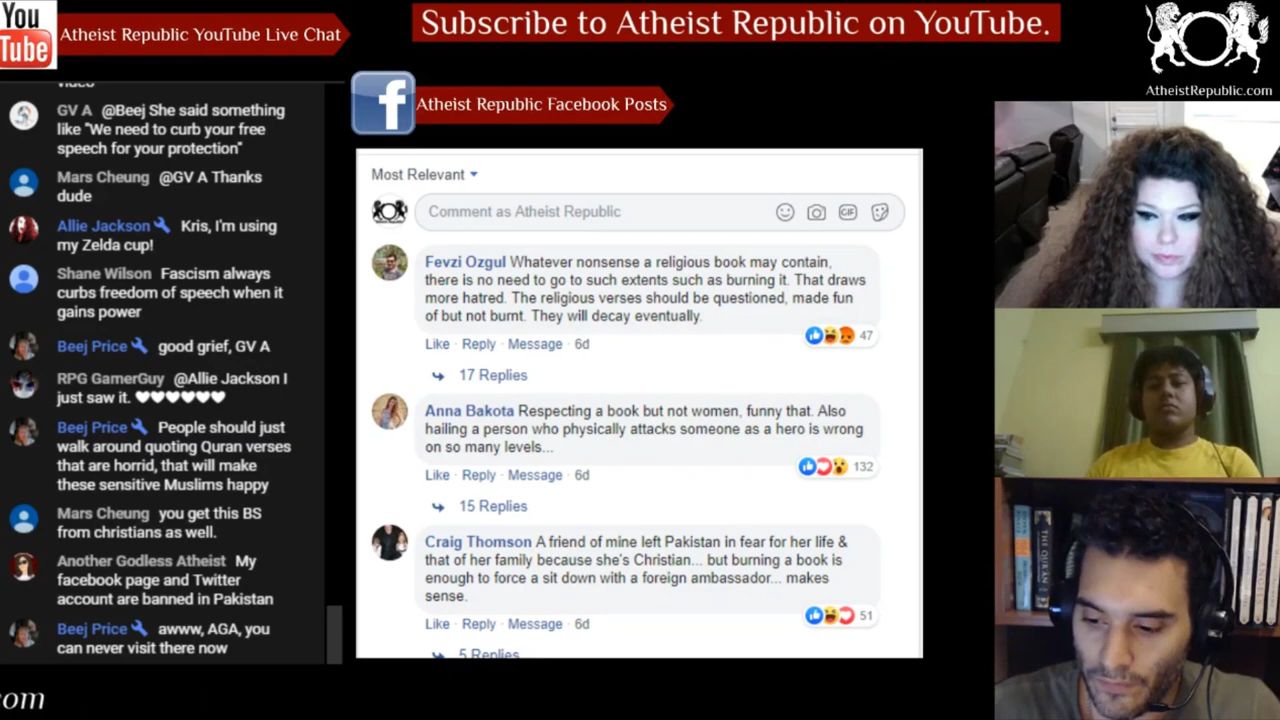 You
Tube
Atheist Republic YouTube Live Chat
Subscribe to Atheist Republic on YouTube.
AtheistRepublic.com
video
GV A @Beej She said something
like "We need to curb your free
speech for your protection"
Mars Cheung @GV A Thanks
dude
Allie Jackson Kris, I'm using
my Zelda cup!
Shane Wilson Fascism always
curbs freedom of speech when it
gains power
Beej Price good grief, GV A
RPG GamerGuy @Allie Jackson I
just saw it. ♥♥♥♥♥♥
Beej Price People should just
walk around quoting Quran verses
that are horrid, that will make
these sensitive Muslims happy
Mars Cheung you get this BS
from christians as well.
Another Godless Atheist My
facebook page and Twitter
account are banned in Pakistan
Beej Price awww, AGA, you
can never visit there now
com
f
Atheist Republic Facebook Posts
Most Relevant
Comment as Atheist Republic
GIF
Fevzi Ozgul Whatever nonsense a religious book may contain,
there is no need to go to such extents such as burning it. That draws
more hatred. The religious verses should be questioned, made fun
of but not burnt. They will decay eventually.
47
Like · Reply · Message · 6d
17 Replies
Anna Bakota Respecting a book but not women, funny that. Also
hailing a person who physically attacks someone as a hero is wrong
on so many levels...
132
Like · Reply · Message · 6d
15 Replies
Craig Thomson A friend of mine left Pakistan in fear for her life &
that of her family because she's Christian... but burning a book is
enough to force a sit down with a foreign ambassador... makes
sense.
51
Like · Reply · Message · 6d
5 Replies
THE QUR'AN